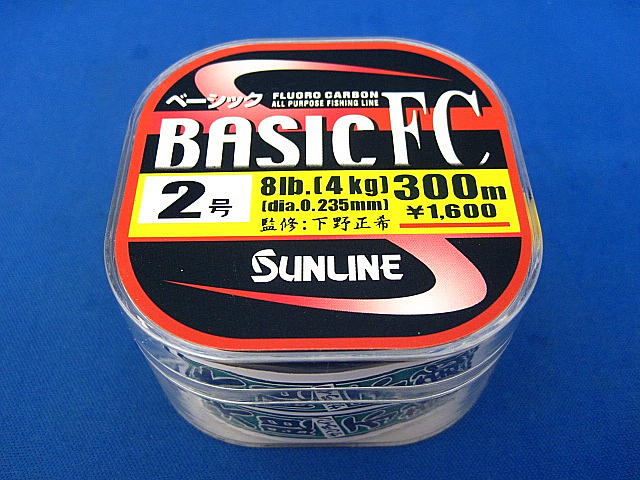 ベーシック
FLUORO CARBON
ALL PURPOSE FISHING LINE
BASIC FC
2号
8lb.(4kg) 300m
(dia.0.235mm) ¥1,600
監修:下野正希
SUNLINE